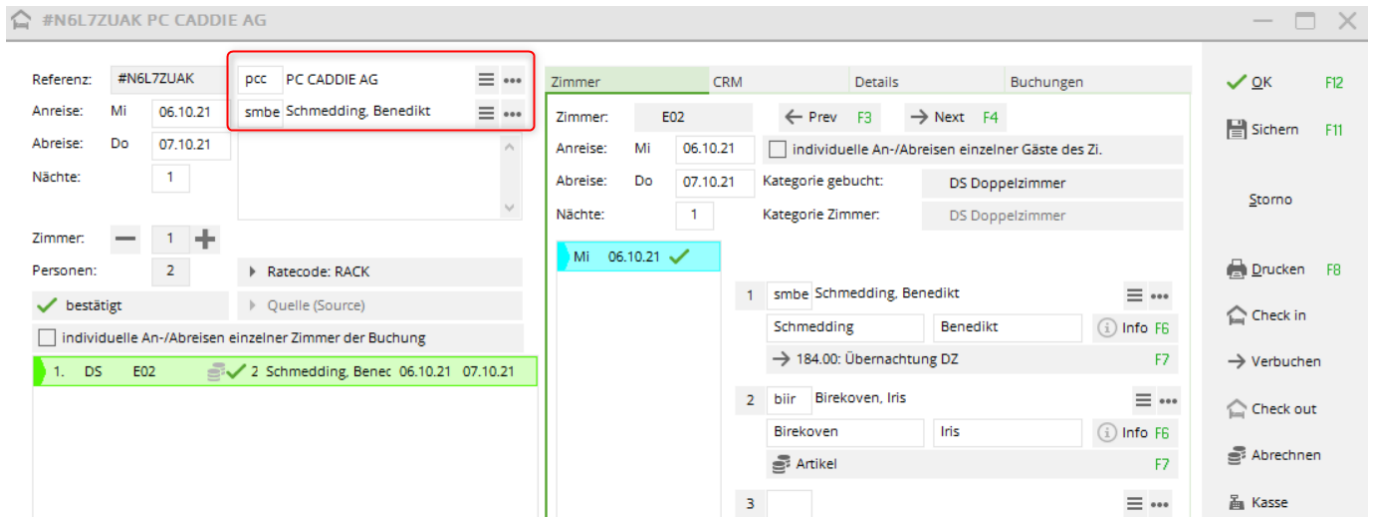 #N6L7ZUAK PC CADDIE AG
Referenz: #N6L7ZUAK pcc PC CADDIE AG
Anreise: Mi 06.10.21 smbe Schmedding, Benedikt
Abreise: Do 07.10.21
Nächte: 1
Zimmer: 1
Personen: 2 Ratecode: RACK
bestätigt Quelle (Source)
individuelle An-/Abreisen einzelner Zimmer der Buchung
1. DS E02 2 Schmedding, Benec 06.10.21 07.10.21
Zimmer CRM Details Buchungen
Zimmer: E02 Prev F3 Next F4
Anreise: Mi 06.10.21 individuelle An-/Abreisen einzelner Gäste des Zi.
Abreise: Do 07.10.21 Kategorie gebucht: DS Doppelzimmer
Nächte: 1 Kategorie Zimmer: DS Doppelzimmer
Mi 06.10.21
1 smbe Schmedding, Benedikt
Schmedding Benedikt Info F6
184.00: Übernachtung DZ F7
2 biir Birekoven, Iris
Birekoven Iris Info F6
Artikel F7
3
OK F12
Sichern F11
Storno
Drucken F8
Check in
Verbuchen
Check out
Abrechnen
Kasse